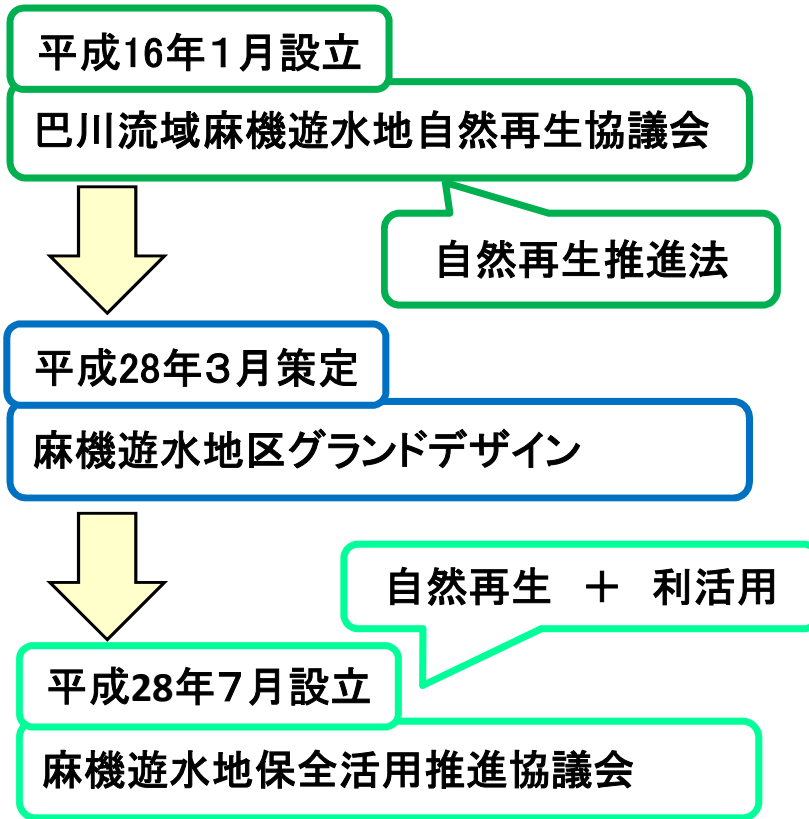 平成16年１月設立
巴川流域麻機遊水地自然再生協議会
自然再生推進法
平成28年３月策定
麻機遊水地区グランドデザイン
自然再生　＋　利活用
平成28年７月設立
麻機遊水地保全活用推進協議会